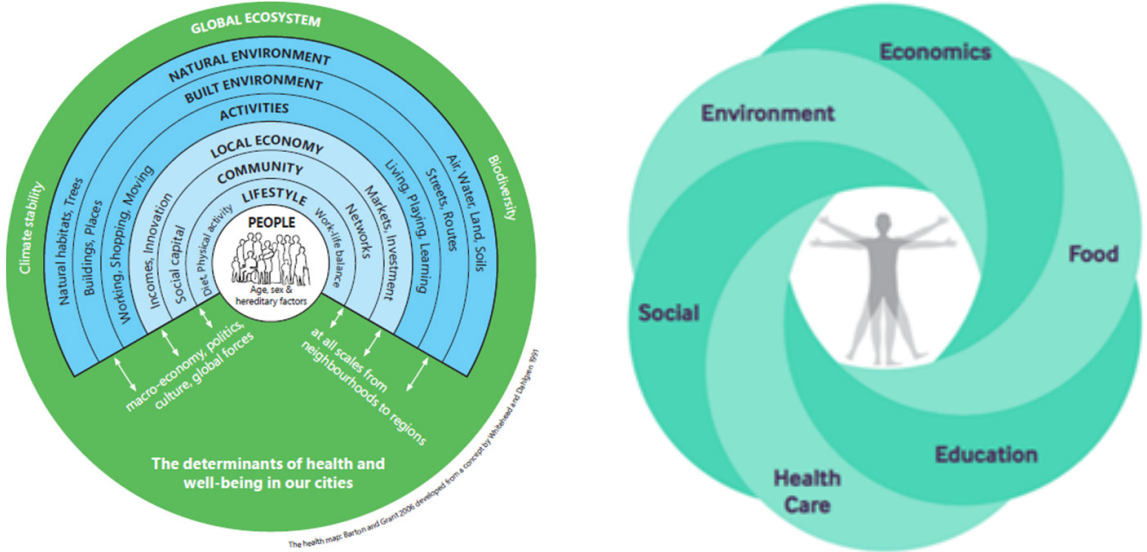 GLOBAL ECOSYSTEM
NATURAL ENVIRONMENT
BUILT ENVIRONMENT
ACTIVITIES
LOCAL ECONOMY
COMMUNITY
LIFESTYLE
PEOPLE
Age, sex &
hereditary factors
Climate stability
Natural habitats, Trees
Buildings, Places
Working, Shopping, Moving
Incomes, Innovation
Social capital
Diet, Physical activity
Work-life balance
Networks
Markets, Investment
Living, Playing, Learning
Streets, Routes
Air, Water, Land, Soils
Biodiversity
macro-economy, politics,
culture, global forces
at all scales from
neighbourhoods to regions
The determinants of health and
well-being in our cities
The health map: Barton and Grant 2006 developed from a concept by Whitehead and Dahlgren 1991
Economics
Environment
Food
Social
Education
Health
Care